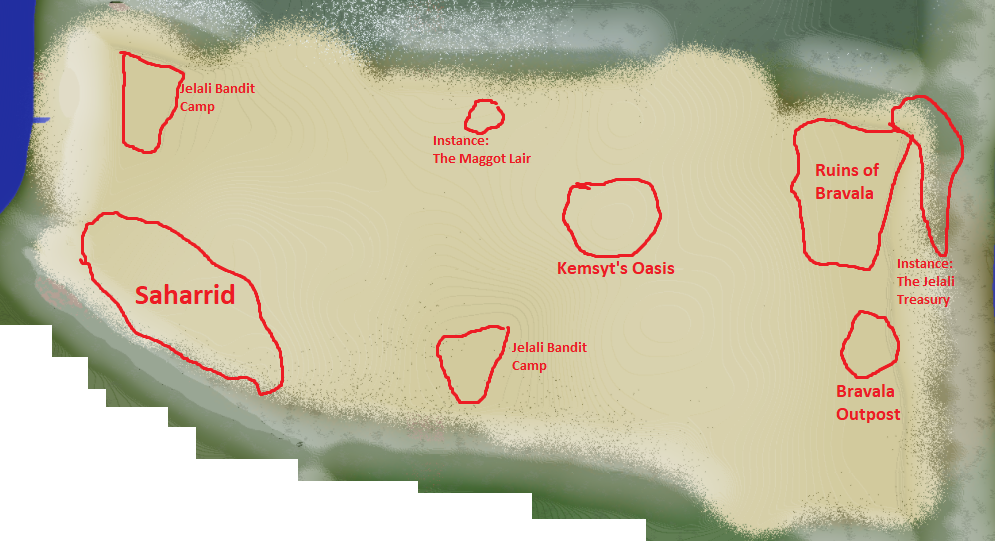 Jelali Bandit
Camp
Instance:
The Maggot Lair
Ruins of
Bravala
Kemsyt's Oasis
Instance:
The Jelali
Treasury
Saharrid
Jelali Bandit
Camp
Bravala
Outpost